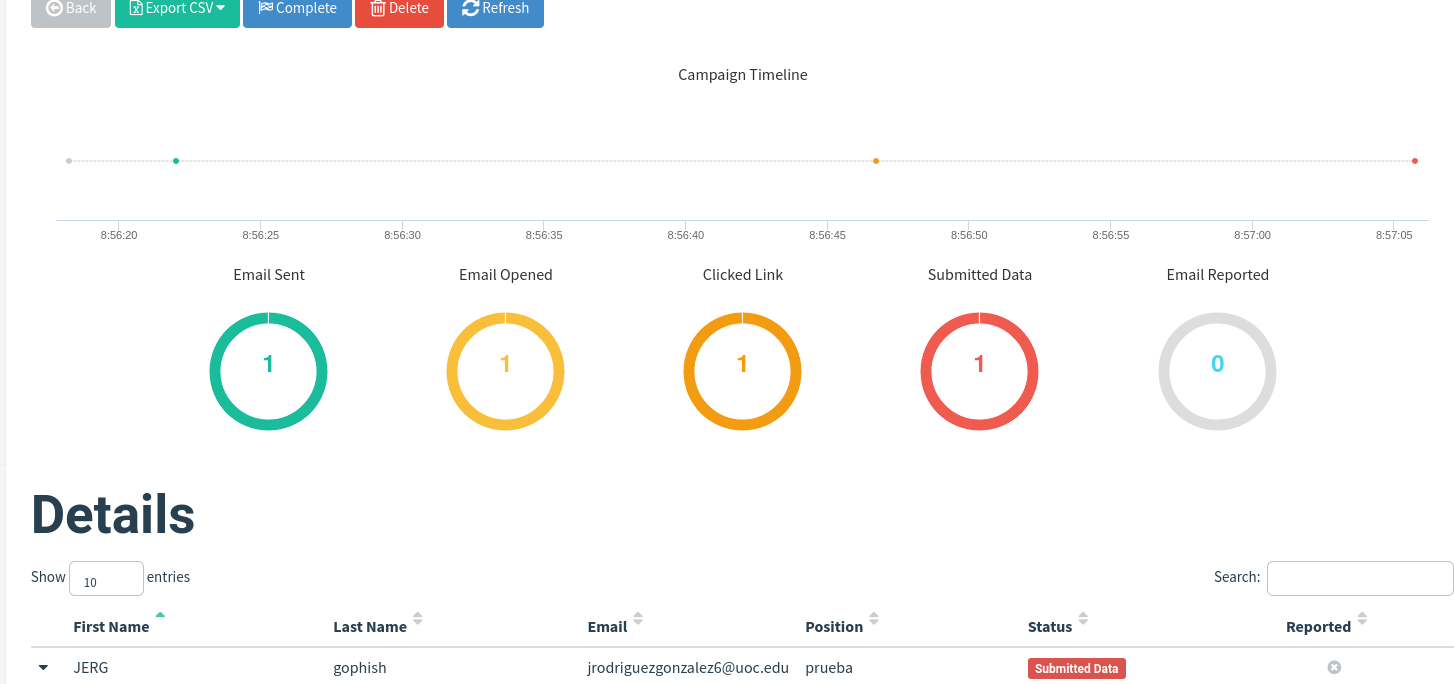 Back Export CSV Complete Delete Refresh
Campaign Timeline
8:56:20 8:56:25 8:56:30 8:56:35 8:56:40 8:56:45 8:56:50 8:56:55 8:57:00 8:57:05
Email Sent Email Opened Clicked Link Submitted Data Email Reported
1 1 1 1 0
Details
Show 10 entries Search:
First Name Last Name Email Position Status Reported
JERG gophish jrodriguezgonzalez6@uoc.edu prueba Submitted Data